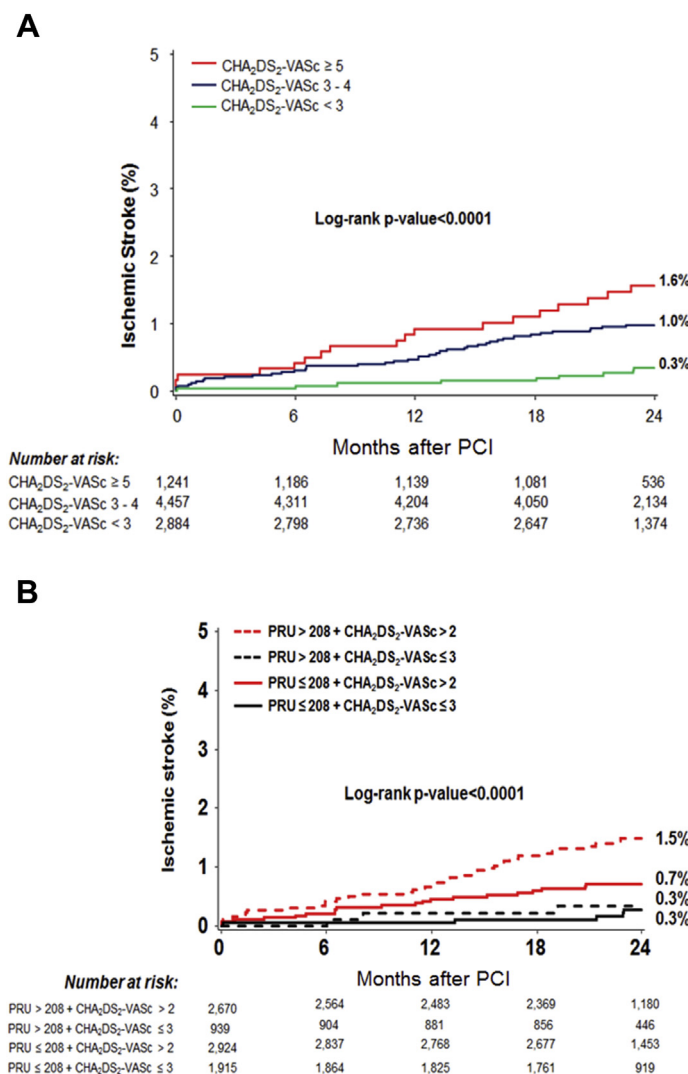 A
5
CHA₂DS₂-VASc ≥ 5
CHA₂DS₂-VASc 3 - 4
CHA₂DS₂-VASc < 3
4
3
Log-rank p-value<0.0001
2
1
0
Ischemic Stroke (%)
1.6%
1.0%
0.3%
0 6 12 18 24
Months after PCI
Number at risk:
CHA₂DS₂-VASc ≥ 5 1,241 1,186 1,139 1,081 536
CHA₂DS₂-VASc 3 - 4 4,457 4,311 4,204 4,050 2,134
CHA₂DS₂-VASc < 3 2,884 2,798 2,736 2,647 1,374
B
5
PRU > 208 + CHA₂DS₂-VASc > 2
PRU > 208 + CHA₂DS₂-VASc ≤ 3
PRU ≤ 208 + CHA₂DS₂-VASc > 2
PRU ≤ 208 + CHA₂DS₂-VASc ≤ 3
4
3
Log-rank p-value<0.0001
2
1
0
Ischemic stroke (%)
1.5%
0.7%
0.3%
0.3%
0 6 12 18 24
Months after PCI
Number at risk:
PRU > 208 + CHA₂DS₂-VASc > 2 2,670 2,564 2,483 2,369 1,180
PRU > 208 + CHA₂DS₂-VASc ≤ 3 939 904 881 856 446
PRU ≤ 208 + CHA₂DS₂-VASc > 2 2,924 2,837 2,768 2,677 1,453
PRU ≤ 208 + CHA₂DS₂-VASc ≤ 3 1,915 1,864 1,825 1,761 919